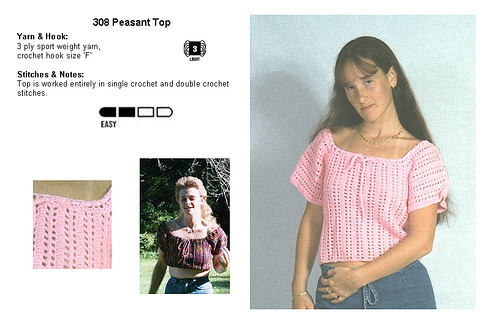 308 Peasant Top
Yarn & Hook:
3 ply sport weight yarn,
crochet hook size 'F'
3
LIGHT
Stitches & Notes:
Top is worked entirely in single crochet and double crochet
stitches.
EASY